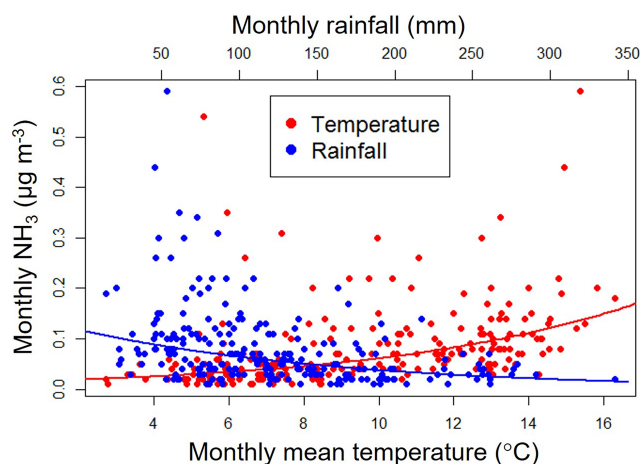 Monthly rainfall (mm)
50 100 150 200 250 300 350
Temperature
Rainfall
Monthly NH₃ (µg m⁻³)
0.6
0.5
0.4
0.3
0.2
0.1
0.0
4 6 8 10 12 14 16
Monthly mean temperature (°C)